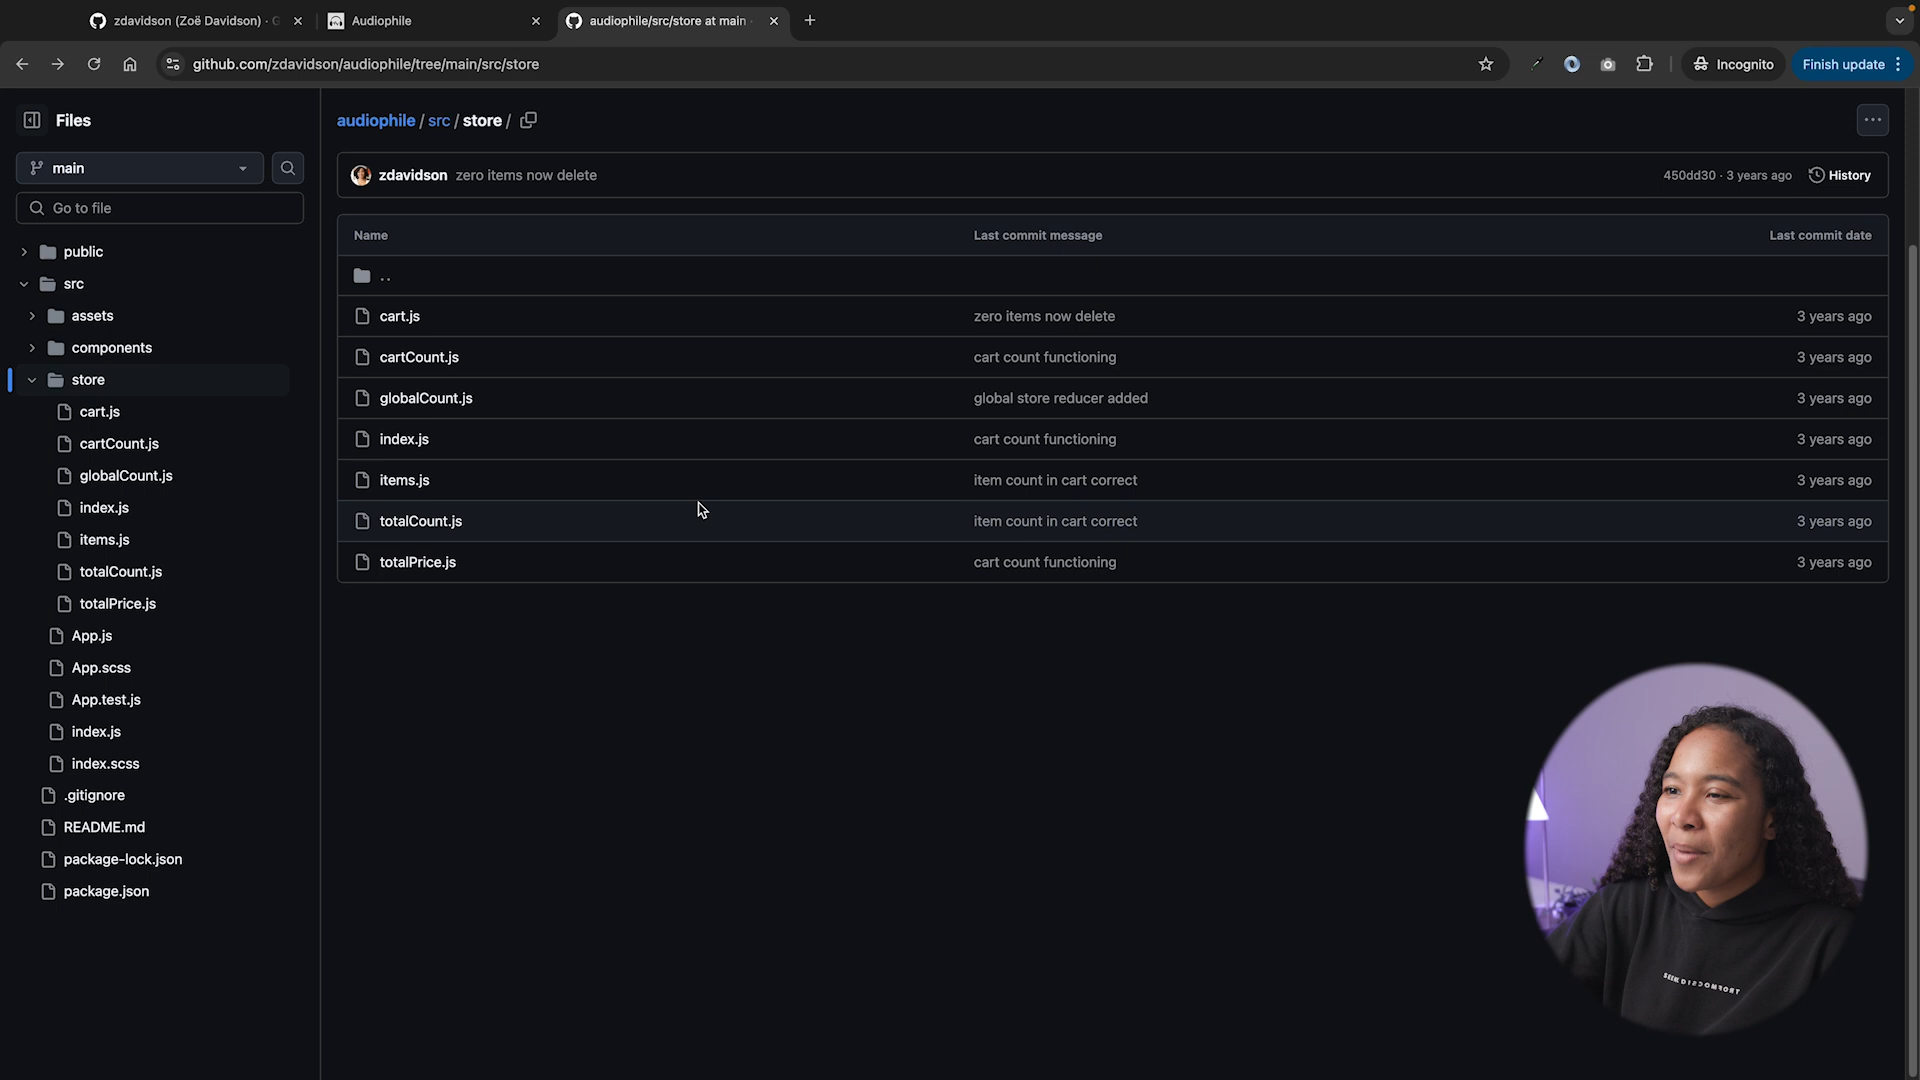 zdavidson (Zoë Davidson) · G
Audiophile
audiophile/src/store at main ·
github.com/zdavidson/audiophile/tree/main/src/store
Incognito
Finish update
Files
main
Go to file
public
src
assets
components
store
cart.js
cartCount.js
globalCount.js
index.js
items.js
totalCount.js
totalPrice.js
App.js
App.scss
App.test.js
index.js
index.scss
.gitignore
README.md
package-lock.json
package.json
audiophile / src / store /
zdavidson zero items now delete
450dd30 · 3 years ago
History
Name Last commit message Last commit date
..
cart.js zero items now delete 3 years ago
cartCount.js cart count functioning 3 years ago
globalCount.js global store reducer added 3 years ago
index.js cart count functioning 3 years ago
items.js item count in cart correct 3 years ago
totalCount.js item count in cart correct 3 years ago
totalPrice.js cart count functioning 3 years ago